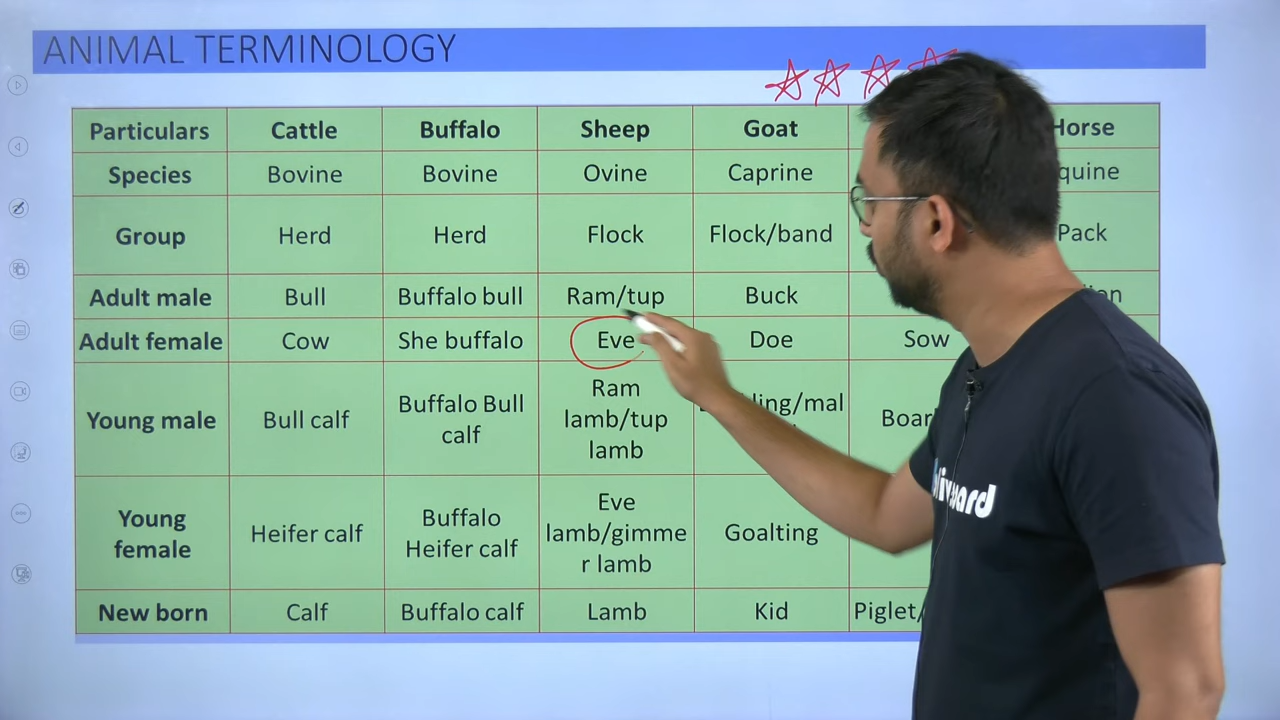 ANIMAL TERMINOLOGY
Particulars Cattle Buffalo Sheep Goat Horse
Species Bovine Bovine Ovine Caprine quine
Group Herd Herd Flock Flock/band Pack
Adult male Bull Buffalo bull Ram/tup Buck
Adult female Cow She buffalo Eve Doe Sow
Young male Bull calf Buffalo Bull calf Ram lamb/tup lamb ling/mal Boar
Young female Heifer calf Buffalo Heifer calf Eve lamb/gimme r lamb Goalting
New born Calf Buffalo calf Lamb Kid Piglet/